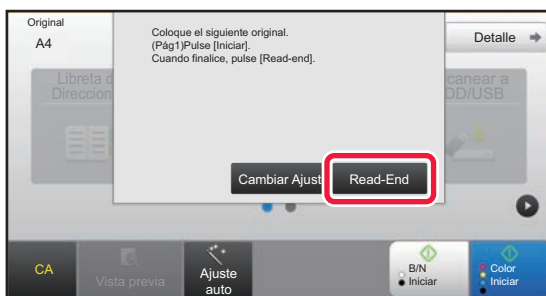 Original
A4
Coloque el siguiente original.
(Pág1)Pulse [Iniciar].
Cuando finalice, pulse [Read-end].
Detalle
Libreta d
Direccion
canear a
DD/USB
Cambiar Ajust
Read-End
CA
Vista previa
Ajuste
auto
B/N
Iniciar
Color
Iniciar